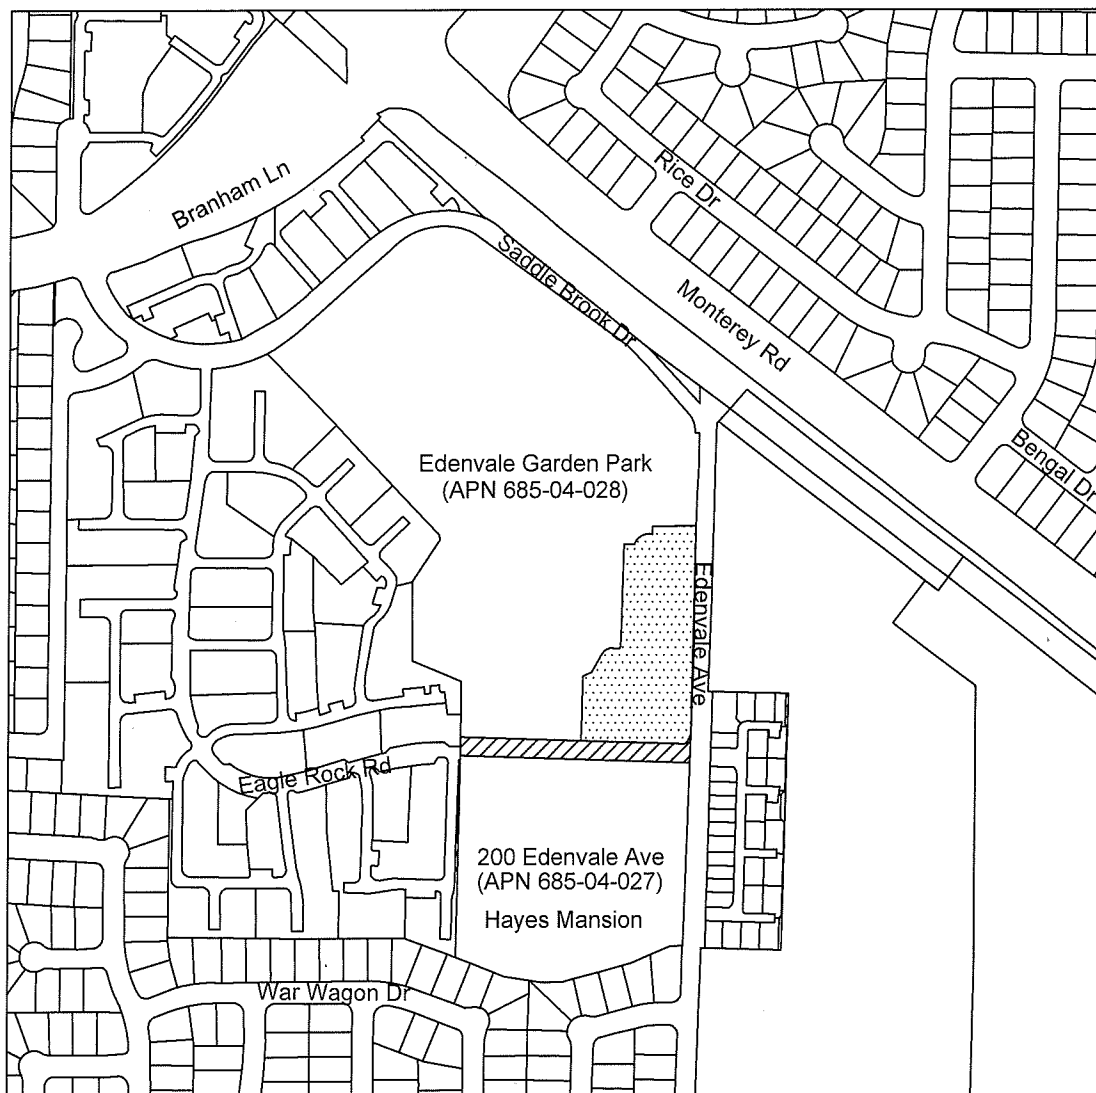 Branham Ln
Rice Dr
Saddle Brook Dr
Monterey Rd
Bengal Dr
Edenvale Garden Park
(APN 685-04-028)
Edenvale Ave
Eagle Rock Rd
200 Edenvale Ave
(APN 685-04-027)
Hayes Mansion
War Wagon Dr